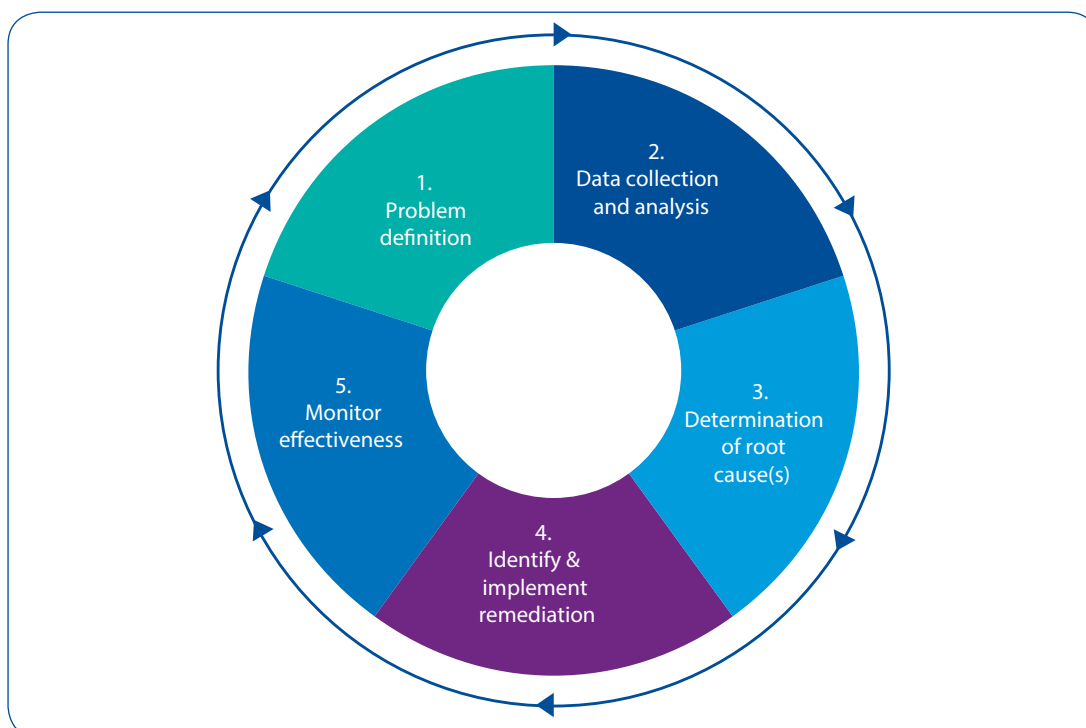 1.
Problem
definition
2.
Data collection
and analysis
3.
Determination
of root
cause(s)
4.
Identify &
implement
remediation
5.
Monitor
effectiveness